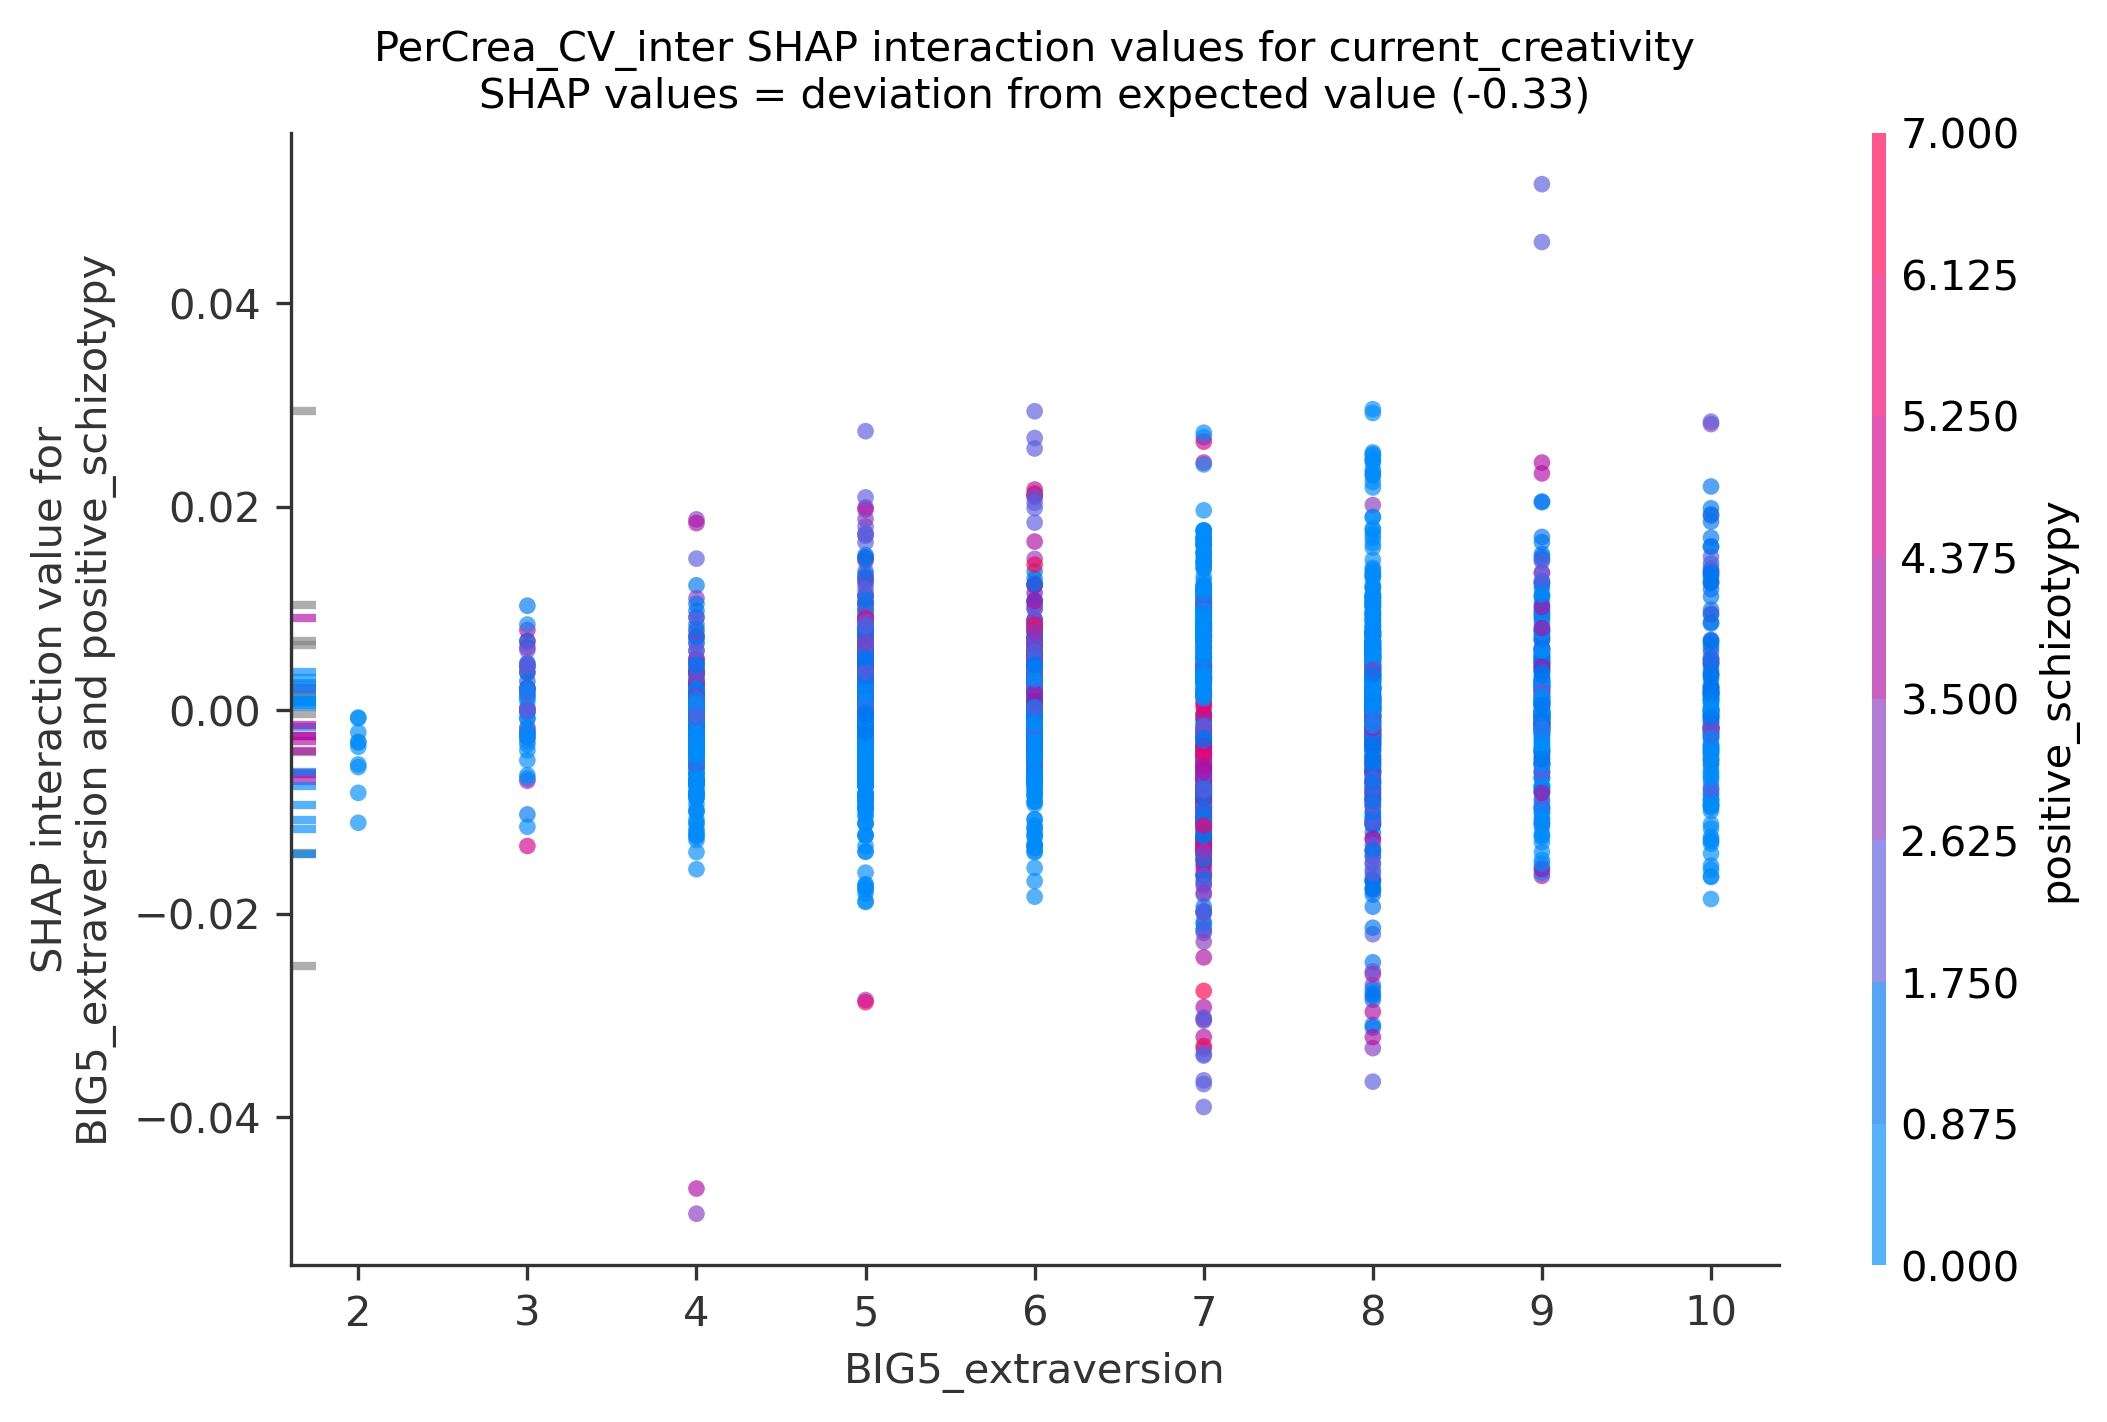 PerCrea_CV_inter SHAP interaction values for current_creativity
SHAP values = deviation from expected value (-0.33)
SHAP interaction value for
BIG5_extraversion and positive_schizotypy
0.04
0.02
0.00
−0.02
−0.04
2 3 4 5 6 7 8 9 10
BIG5_extraversion
7.000
6.125
5.250
4.375
3.500
2.625
1.750
0.875
0.000
positive_schizotypy